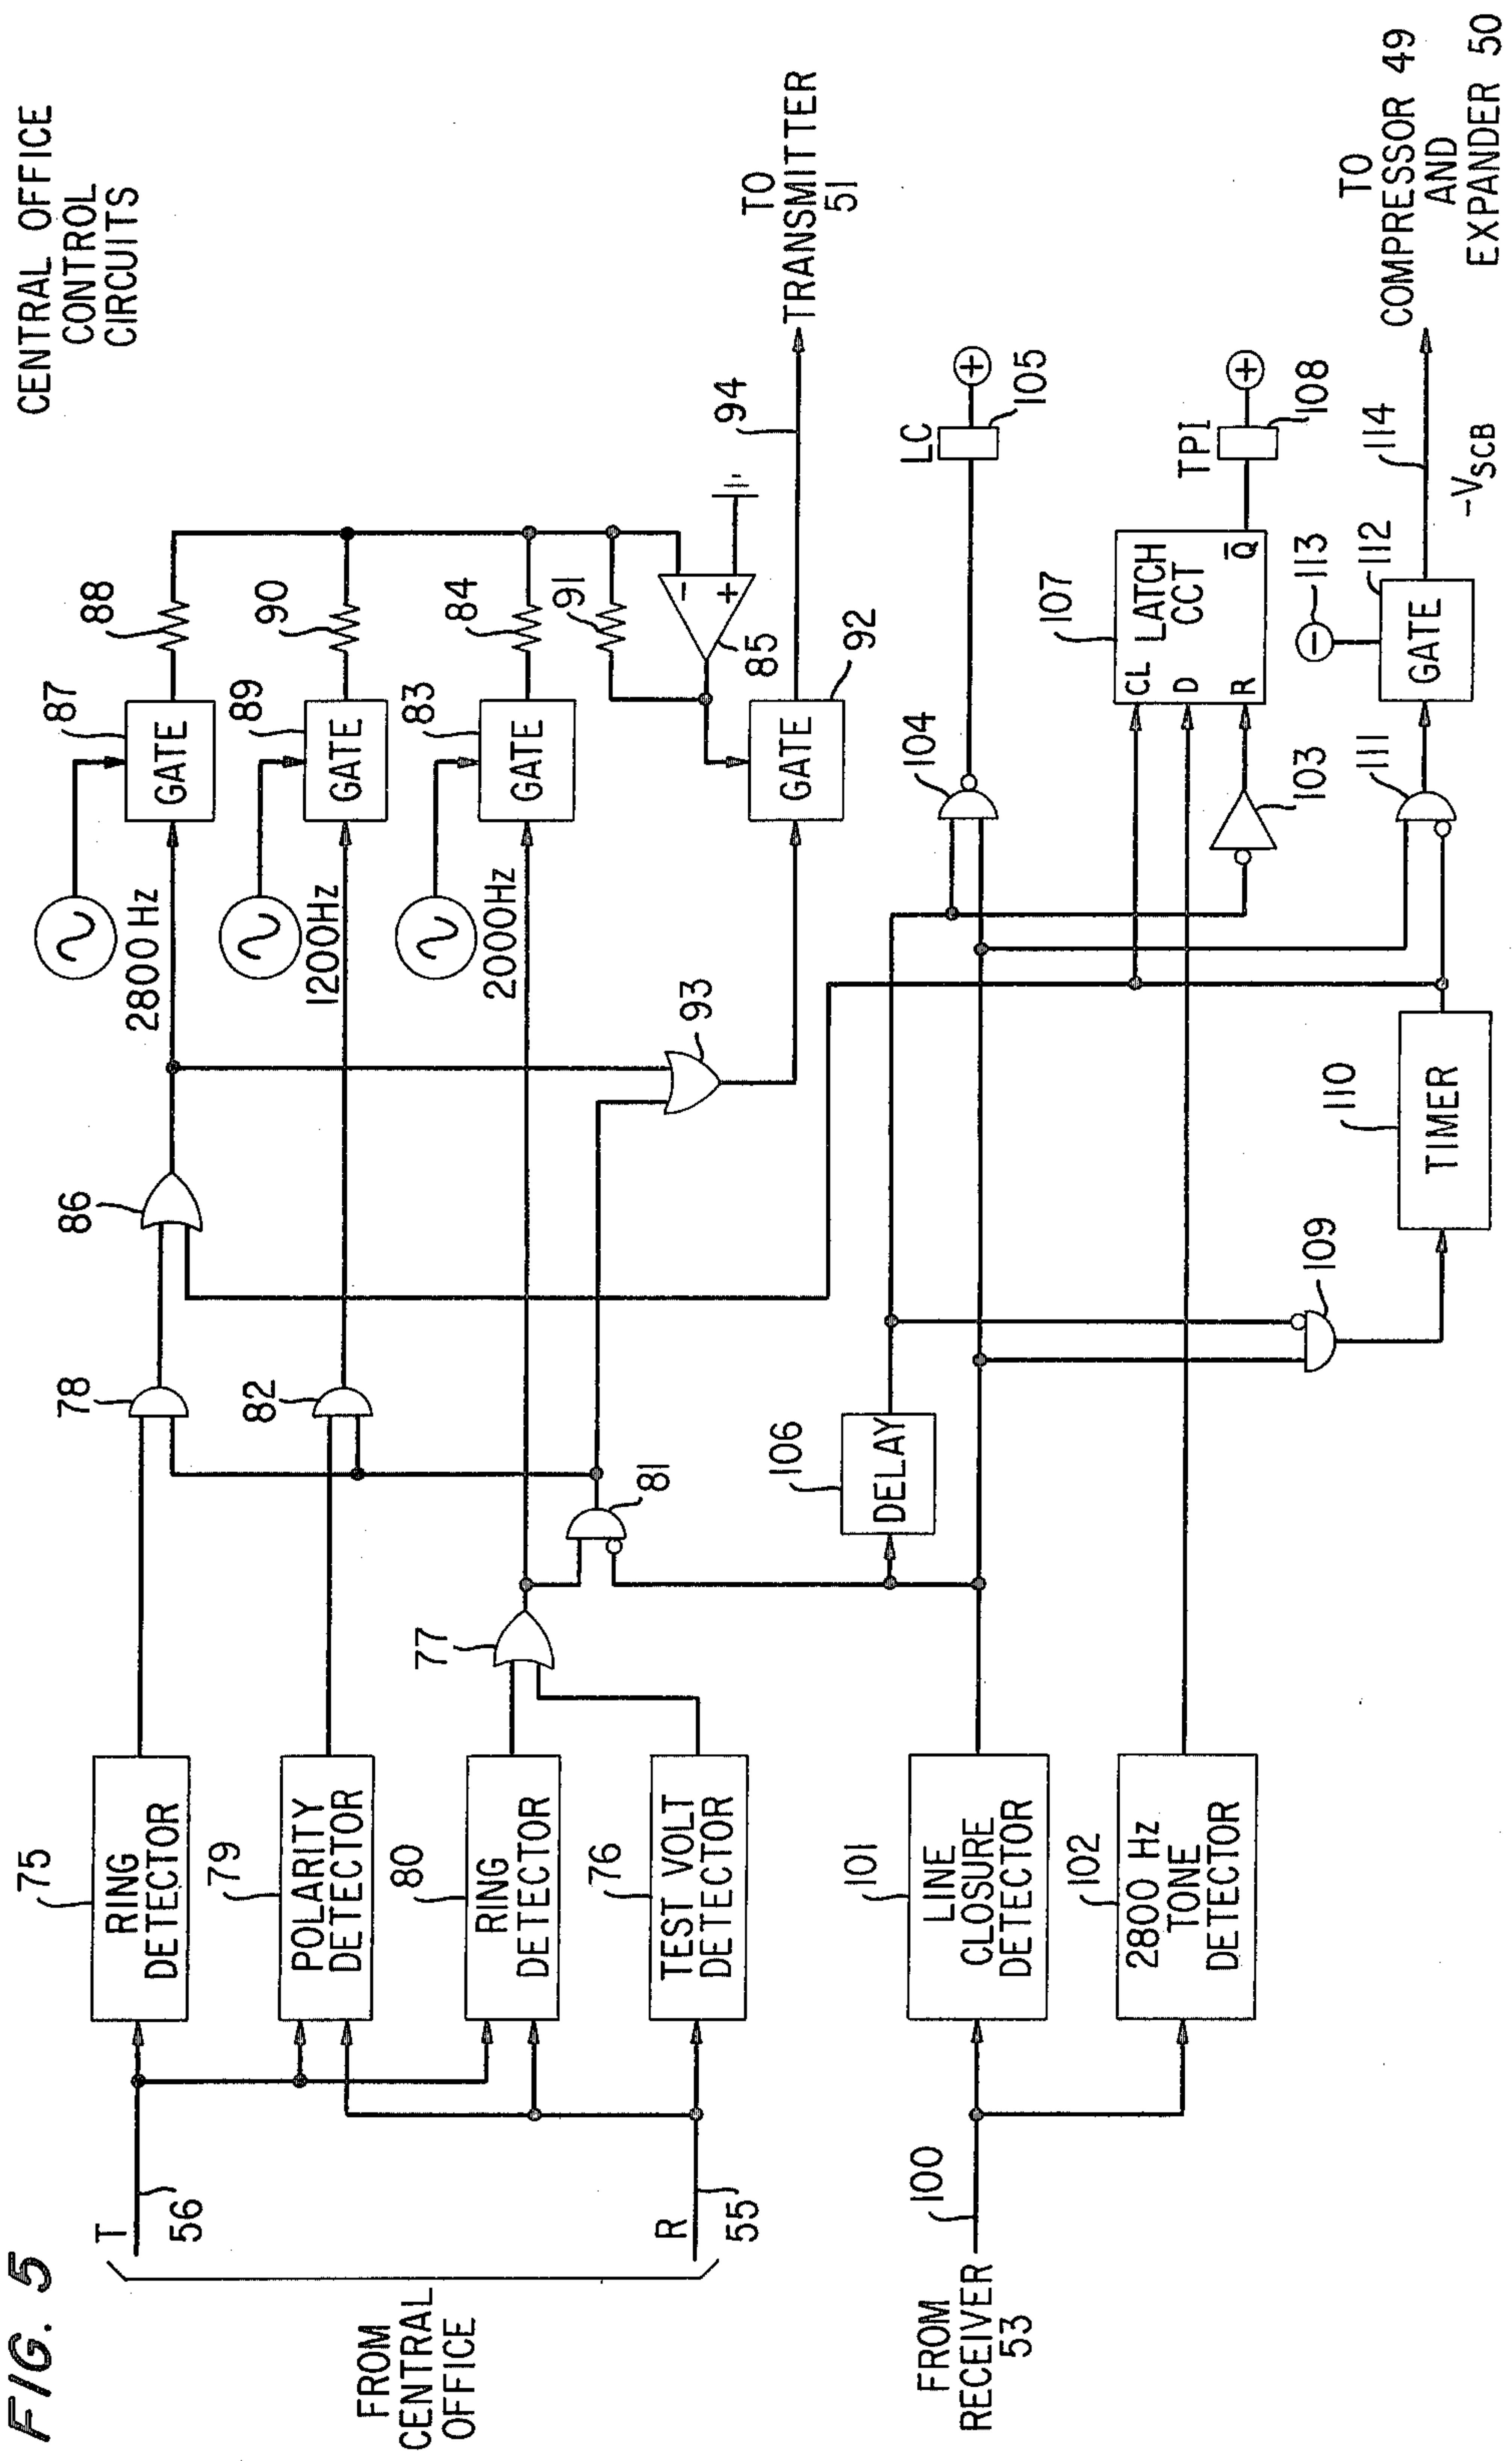 FIG. 5
CENTRAL OFFICE
CONTROL
CIRCUITS
FROM
CENTRAL
OFFICE
T
56
R
55
75
RING
DETECTOR
79
POLARITY
DETECTOR
80
RING
DETECTOR
76
TEST VOLT
DETECTOR
77
78
82
81
86
93
2800 Hz
1200Hz
2000Hz
87
GATE
88
89
GATE
90
83
GATE
84
91
-
+
85
92
GATE
94
TO
TRANSMITTER
51
FROM
RECEIVER
53
100
101
LINE
CLOSURE
DETECTOR
102
2800 Hz
TONE
DETECTOR
106
DELAY
109
110
TIMER
104
103
111
LC
+
105
107
CL
LATCH
CCT
D
R
Q̅
TPI
+
108
113
-
112
GATE
114
-VSCB
TO
COMPRESSOR 49
AND
EXPANDER 50